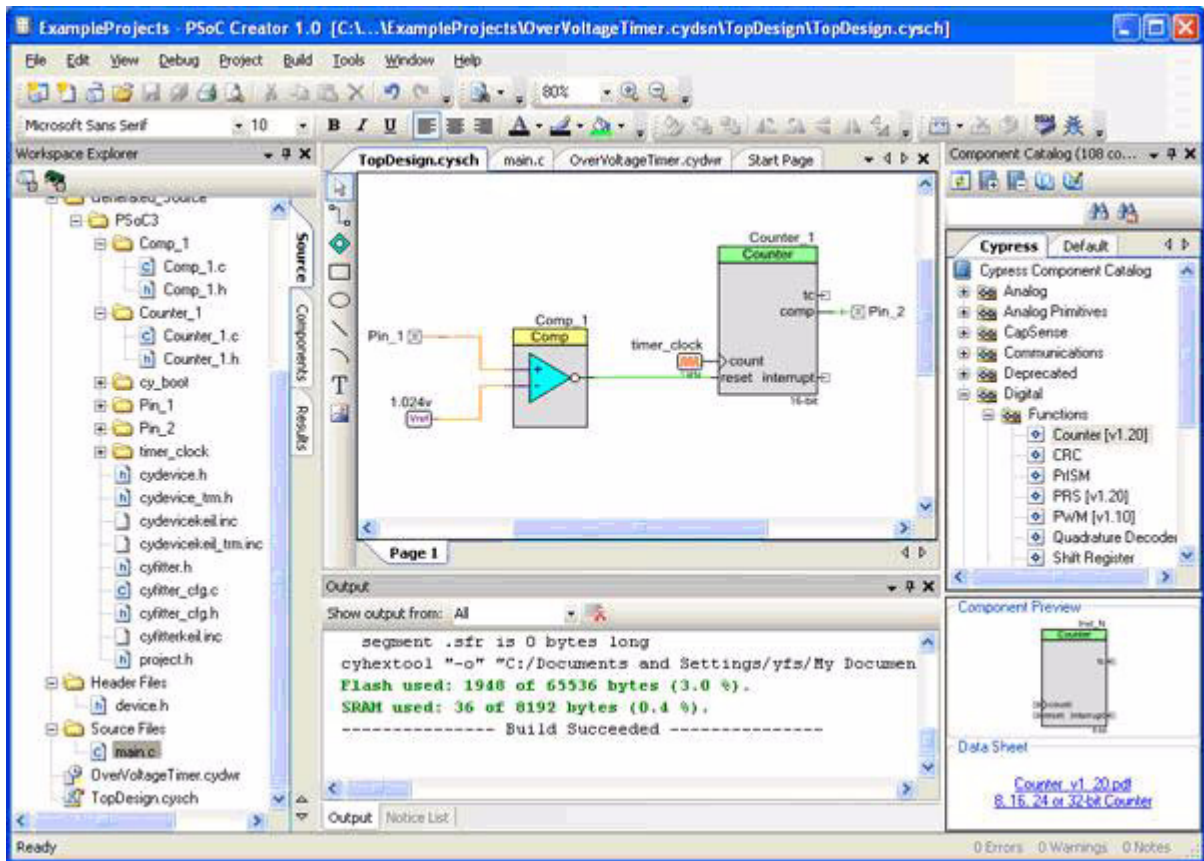 ExampleProjects - PSoC Creator 1.0 [C:\...\ExampleProjects\OverVoltageTimer.cydsn\TopDesign\TopDesign.cysch]
File Edit View Debug Project Build Tools Window Help
80%
Microsoft Sans Serif 10 B I U A
Workspace Explorer
Generated_Source
PSoC3
Comp_1
Comp_1.c
Comp_1.h
Counter_1
Counter_1.c
Counter_1.h
cy_boot
Pin_1
Pin_2
timer_clock
cydevice.h
cydevice_trm.h
cydevicekeil.inc
cydevicekeil_trm.inc
cyfitter.h
cyfitter_cfg.c
cyfitter_cfg.h
cyfitterkeil.inc
project.h
Header Files
device.h
Source Files
main.c
OverVoltageTimer.cydwr
TopDesign.cysch
Source
Components
Results
TopDesign.cysch main.c OverVoltageTimer.cydwr Start Page
T
Counter_1
Counter
tc
comp
Pin_2
Pin_1
Comp_1
Comp
timer_clock
count
reset interrupt
16-bit
1.024v
Vref
Page 1
Output
Show output from: All
segment .sfr is 0 bytes long
cyhextool "-o" "C:/Documents and Settings/yfs/My Documen
Flash used: 1948 of 65536 bytes (3.0 %).
SRAM used: 36 of 8192 bytes (0.4 %).
--------------- Build Succeeded ---------------
Output Notice List
Component Catalog (108 co...
Cypress Default
Cypress Component Catalog
Analog
Analog Primitives
CapSense
Communications
Deprecated
Digital
Functions
Counter [v1.20]
CRC
PrISM
PRS [v1.20]
PWM [v1.10]
Quadrature Decoder
Shift Register
Component Preview
Inst_N
Counter
tc
count
reset interrupt
Data Sheet
Counter_v1_20.pdf
8, 16, 24 or 32-bit Counter
Ready
0 Errors 0 Warnings 0 Notes